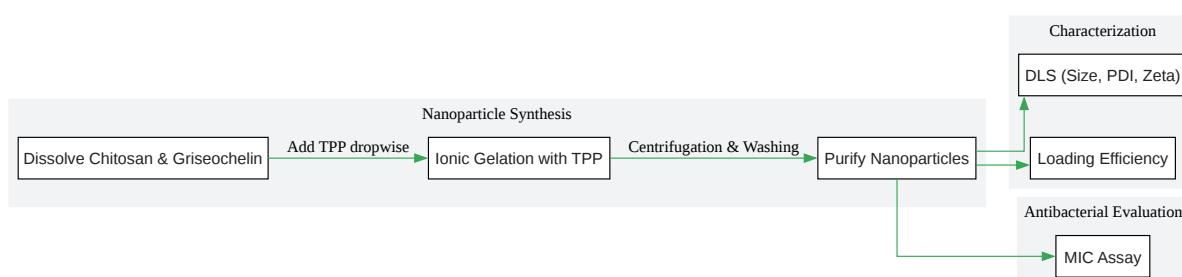 Characterization
DLS (Size, PDI, Zeta)
Nanoparticle Synthesis
Dissolve Chitosan & Griseochelin
Add TPP dropwise
Ionic Gelation with TPP
Centrifugation & Washing
Purify Nanoparticles
Loading Efficiency
Antibacterial Evaluation
MIC Assay